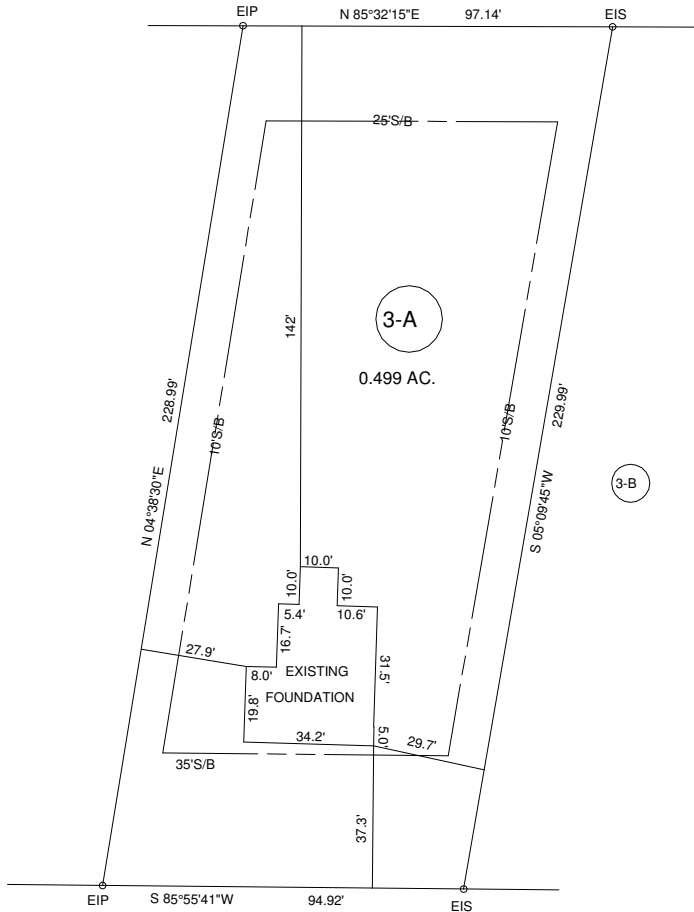 EIP
N 85°32'15"E
97.14'
EIS
25'S/B
142'
3-A
0.499 AC.
228.99'
10'S/B
10'S/B
229.99'
N 04°38'30"E
S 05°09'45"W
3-B
10.0'
10.0'
10.0'
5.4'
10.6'
16.7'
27.9'
8.0'
EXISTING
FOUNDATION
31.5'
19.8'
34.2'
5.0'
29.7'
35'S/B
37.3'
EIP
S 85°55'41"W
94.92'
EIS